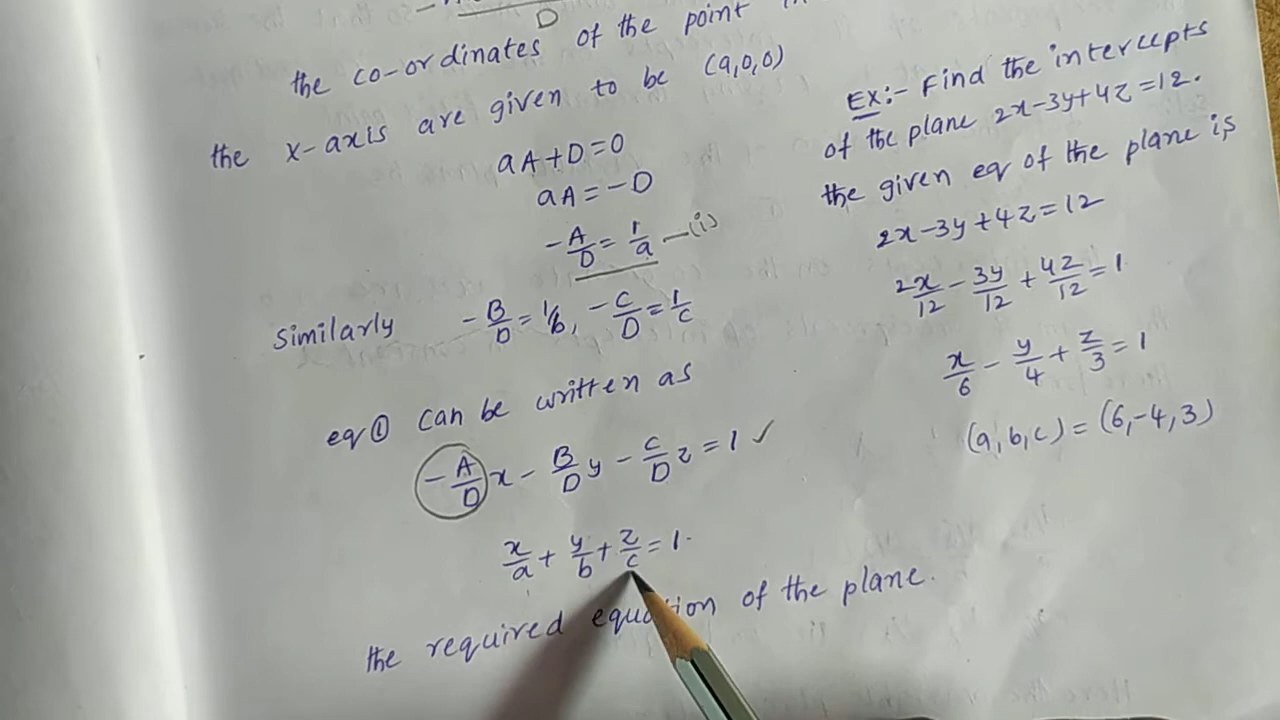 D
the co-ordinates of the point
the x-axis are given to be (a,0,0)
aA+D=0
aA=-D
-A/D = 1/a —(i)
Similarly -B/D = 1/b, -C/D = 1/c
eq ① can be written as
-A/D x - B/D y - C/D z = 1 ✓
x/a + y/b + z/c = 1.
the required equation of the plane.
EX:- Find the intercepts
of the plane 2x-3y+4z=12.
the given eq of the plane is
2x-3y+4z=12
2x/12 - 3y/12 + 4z/12 = 1
x/6 - y/4 + z/3 = 1
(a,b,c) = (6,-4,3)